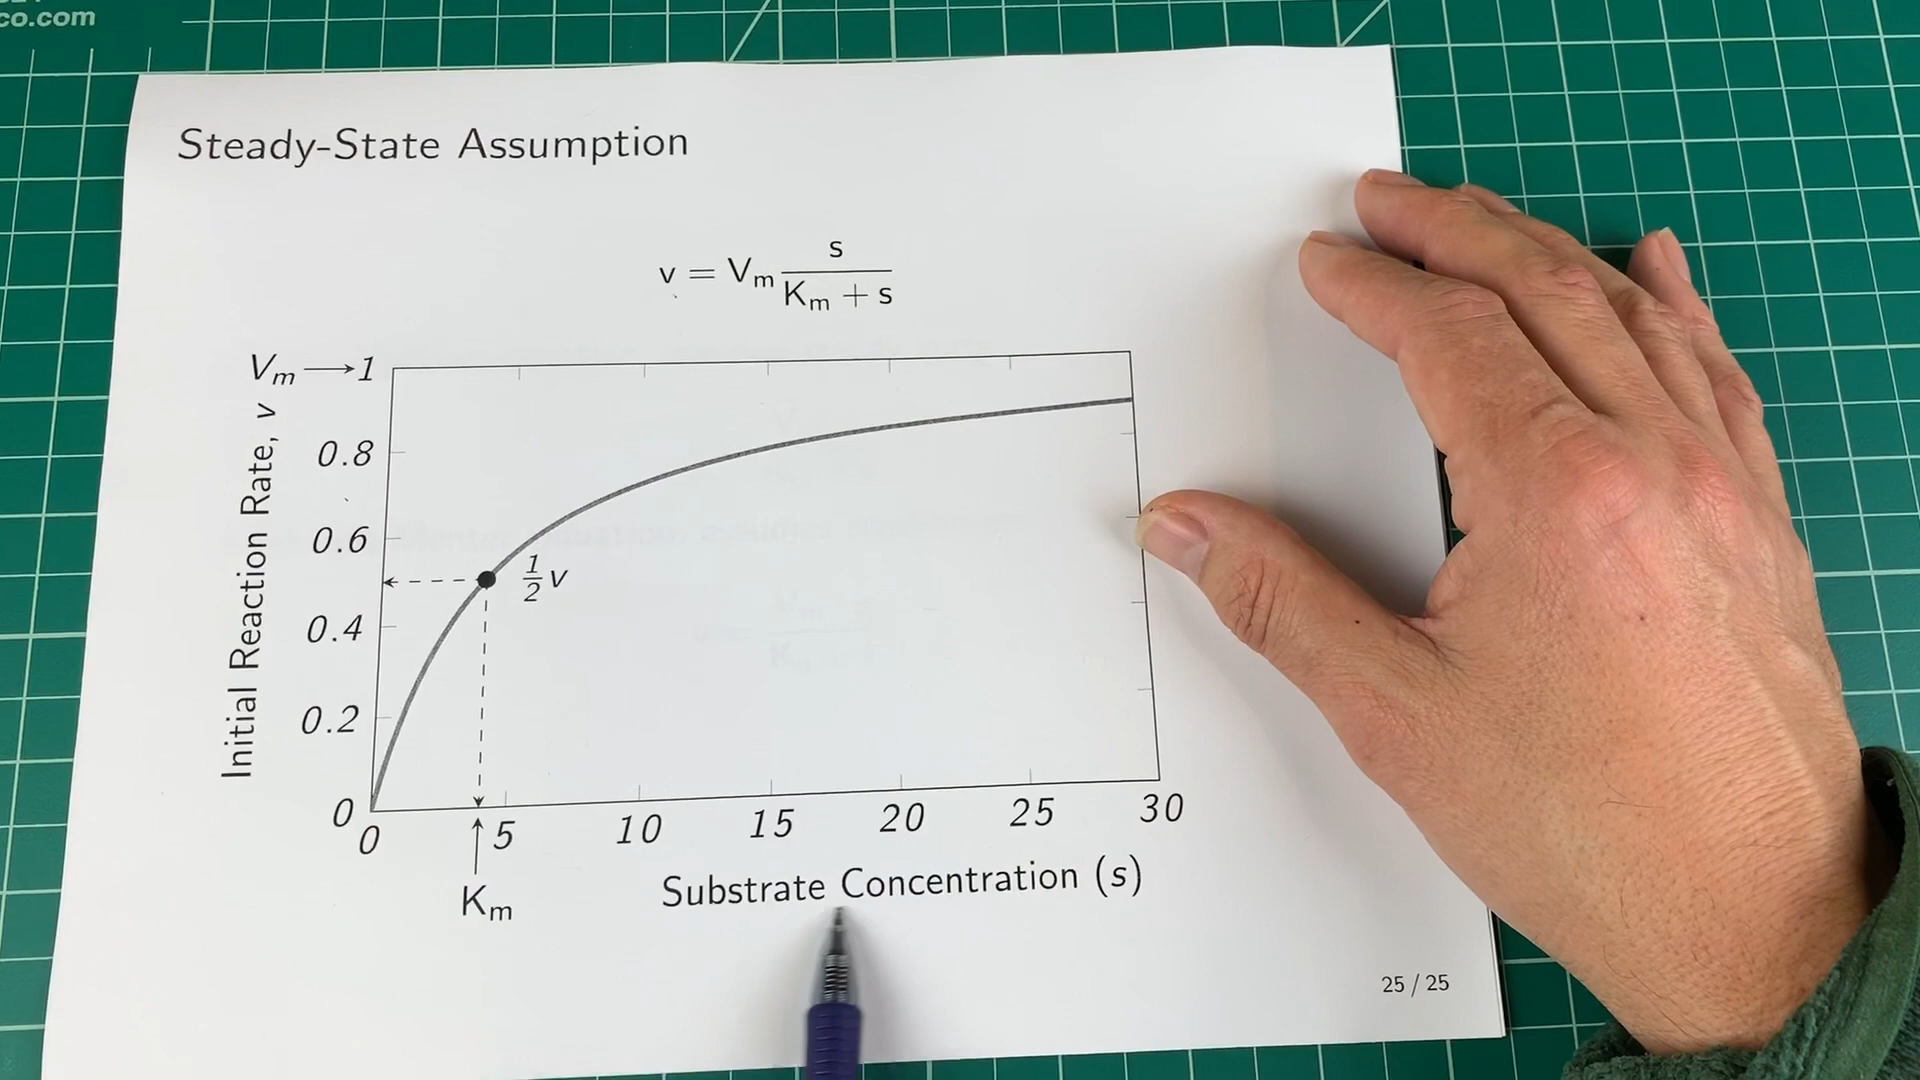 co.com
Steady-State Assumption
v = V_m s / (K_m + s)
V_m → 1
0.8
0.6
0.4
0.2
0
Initial Reaction Rate, v
1/2 v
0 5 10 15 20 25 30
K_m
Substrate Concentration (s)
25 / 25